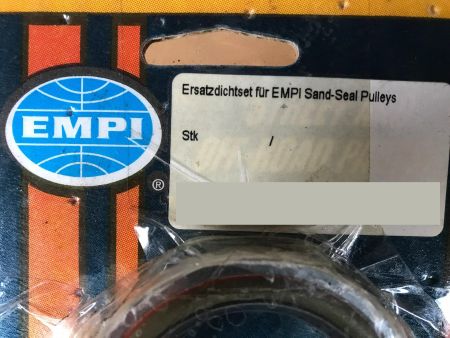 Ersatzdichtset für EMPI Sand-Seal Pulleys
Stk /
EMPI
®